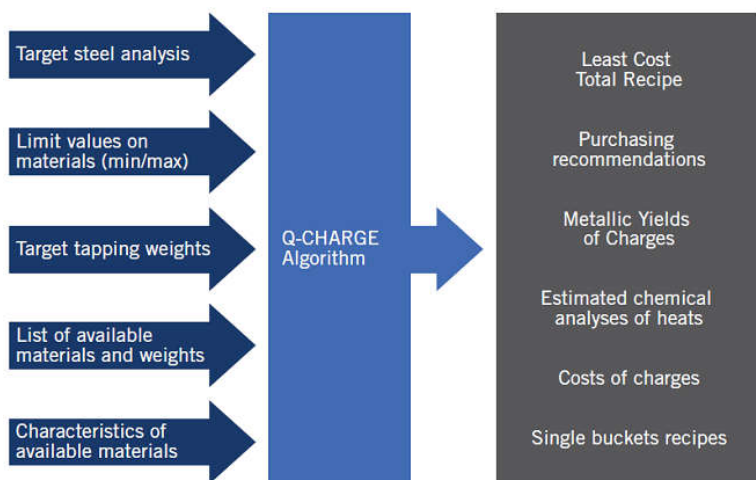 Target steel analysis
Limit values on
materials (min/max)
Target tapping weights
List of available
materials and weights
Characteristics of
available materials
Q-CHARGE
Algorithm
Least Cost
Total Recipe
Purchasing
recommendations
Metallic Yields
of Charges
Estimated chemical
analyses of heats
Costs of charges
Single buckets recipes